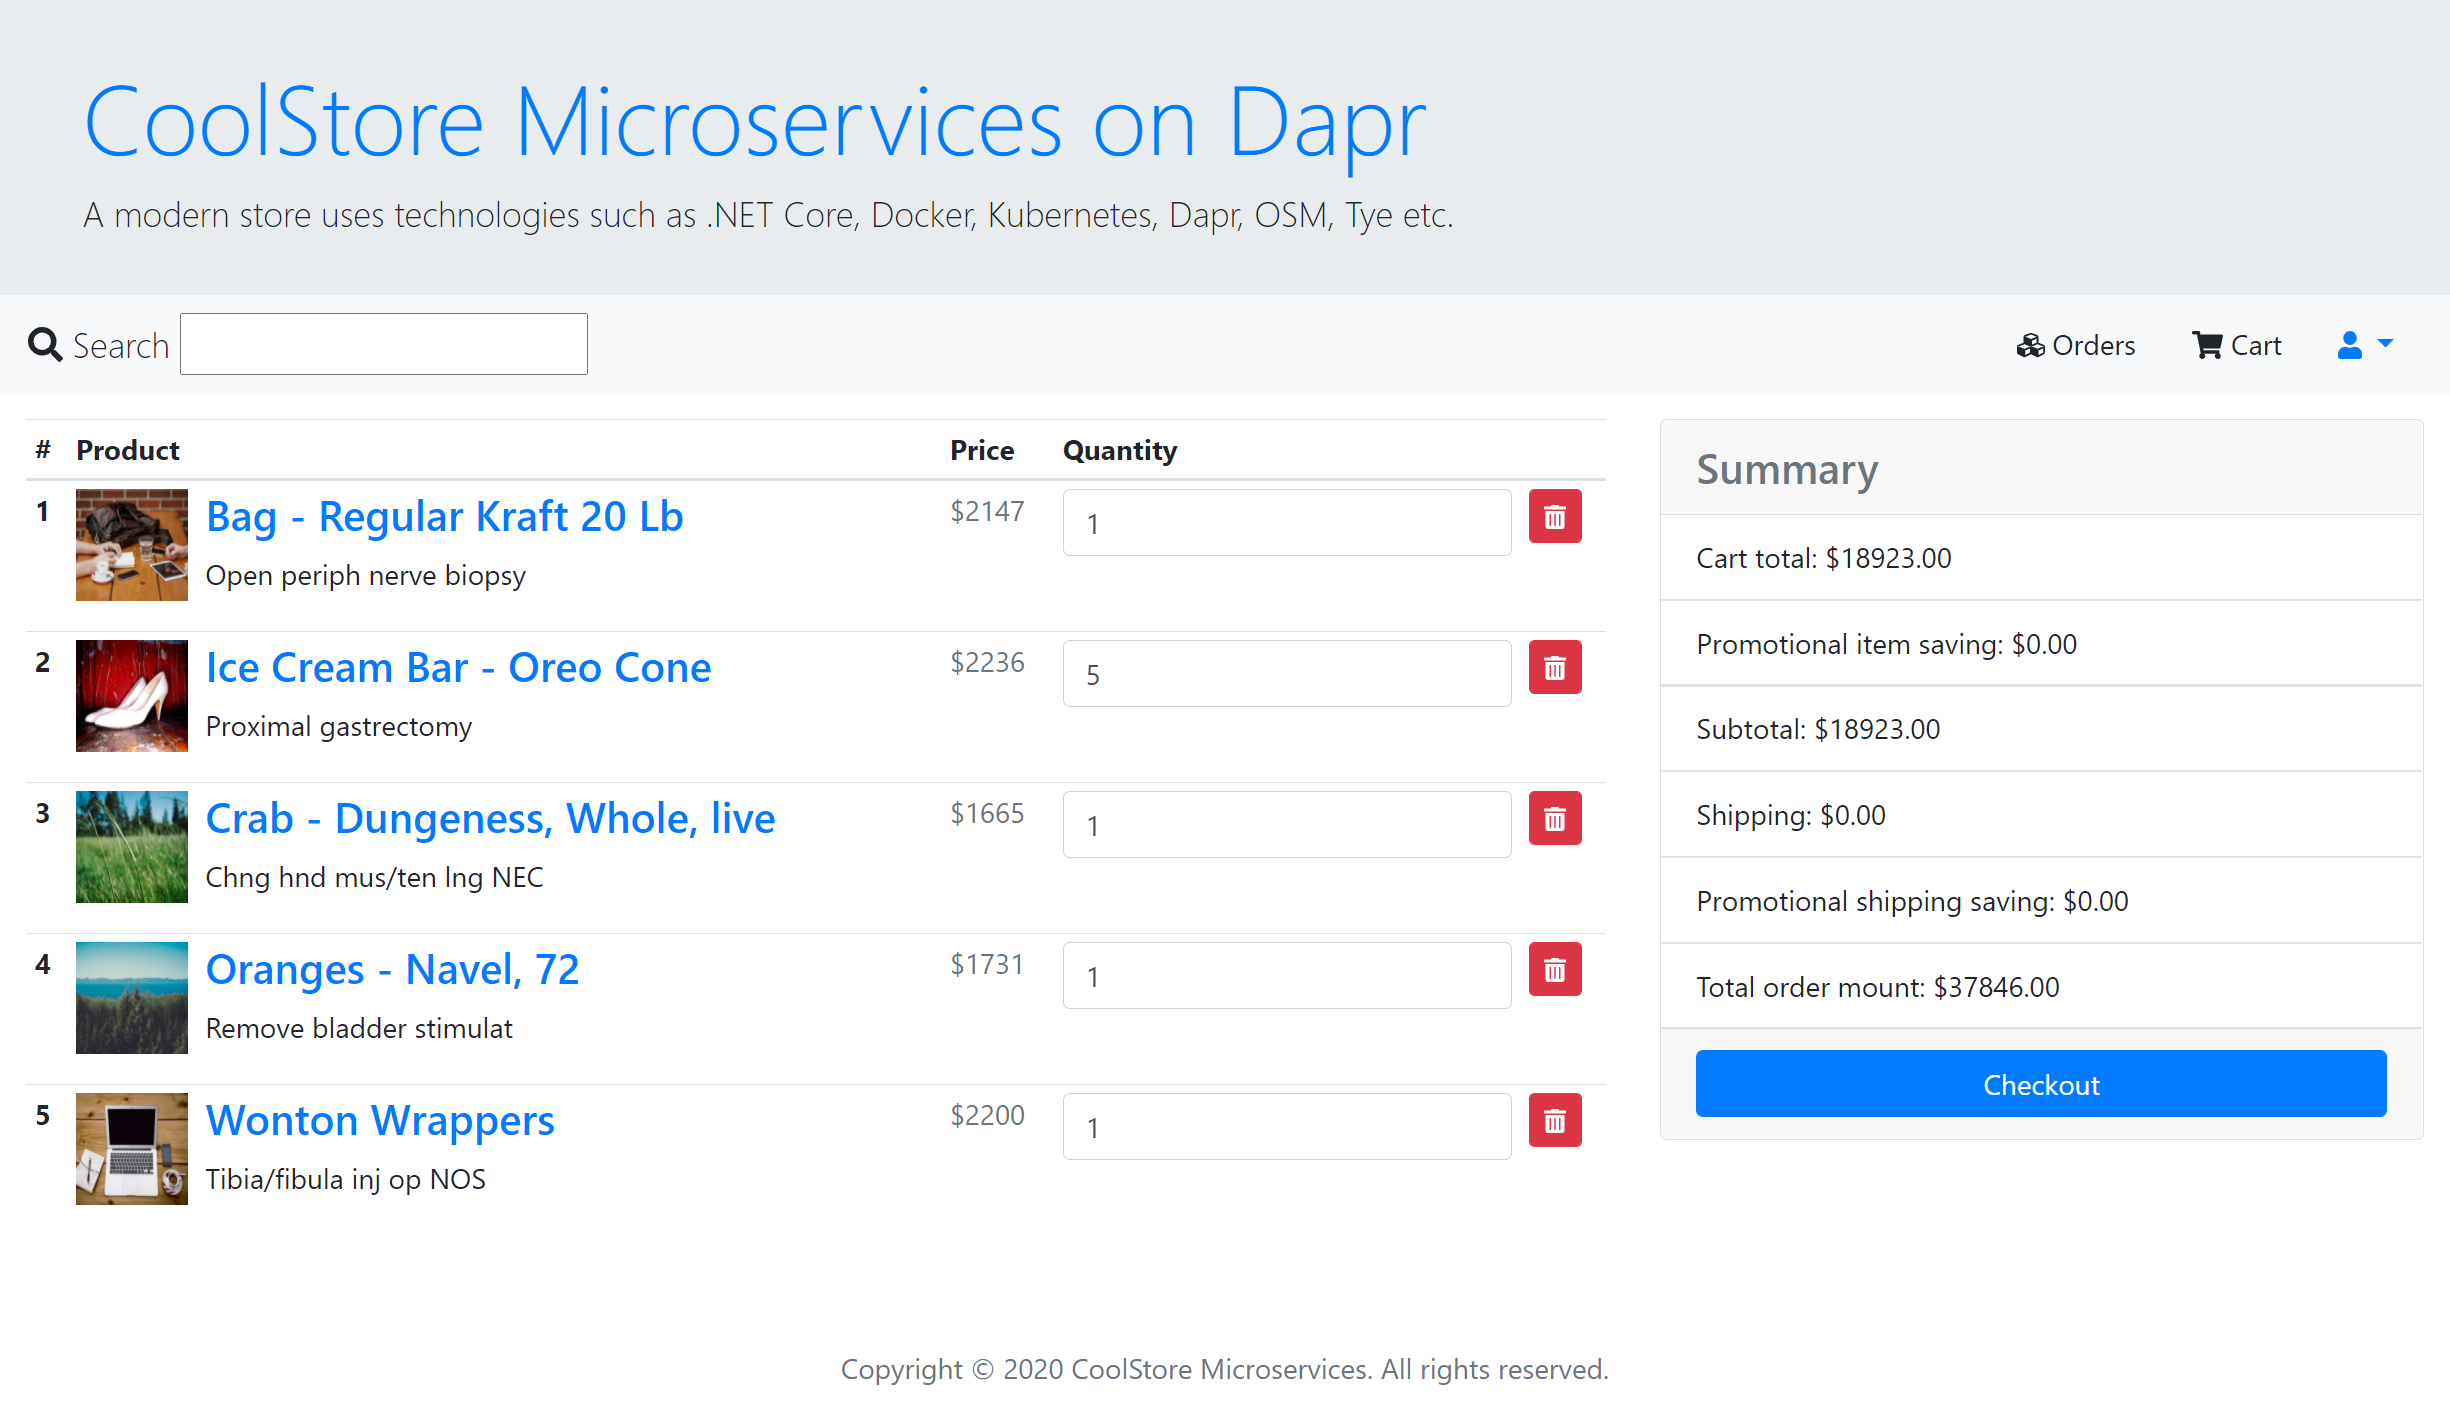 CoolStore Microservices on Dapr
A modern store uses technologies such as .NET Core, Docker, Kubernetes, Dapr, OSM, Tye etc.
Search
Orders
Cart
# Product Price Quantity
1 Bag - Regular Kraft 20 Lb $2147 1
Open periph nerve biopsy
2 Ice Cream Bar - Oreo Cone $2236 5
Proximal gastrectomy
3 Crab - Dungeness, Whole, live $1665 1
Chng hnd mus/ten lng NEC
4 Oranges - Navel, 72 $1731 1
Remove bladder stimulat
5 Wonton Wrappers $2200 1
Tibia/fibula inj op NOS
Summary
Cart total: $18923.00
Promotional item saving: $0.00
Subtotal: $18923.00
Shipping: $0.00
Promotional shipping saving: $0.00
Total order mount: $37846.00
Checkout
Copyright © 2020 CoolStore Microservices. All rights reserved.